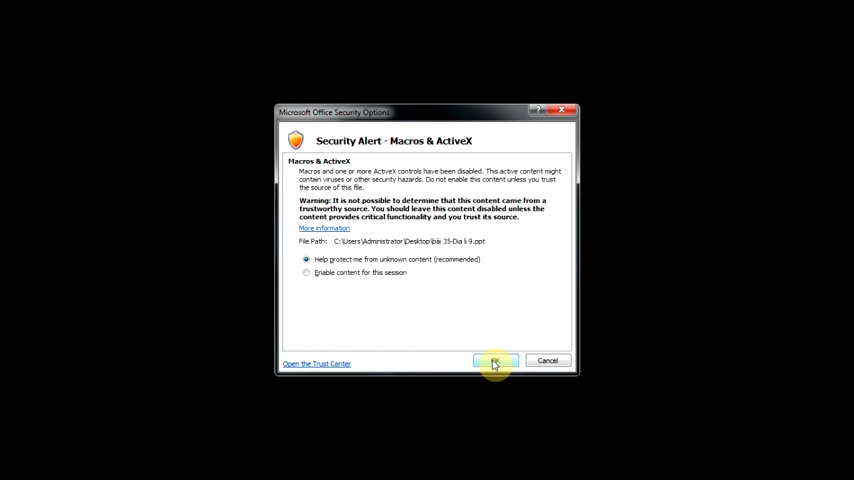 Microsoft Office Security Options
Security Alert - Macros & ActiveX
Macros & ActiveX
Macros and one or more ActiveX controls have been disabled. This active content might
contain viruses or other security hazards. Do not enable this content unless you trust
the source of this file.
Warning: It is not possible to determine that this content came from a
trustworthy source. You should leave this content disabled unless the
content provides critical functionality and you trust its source.
More information
File Path: C:\Users\Administrator\Desktop\bài 35-Dia li 9.ppt
Help protect me from unknown content (recommended)
Enable content for this session
Open the Trust Center
OK
Cancel